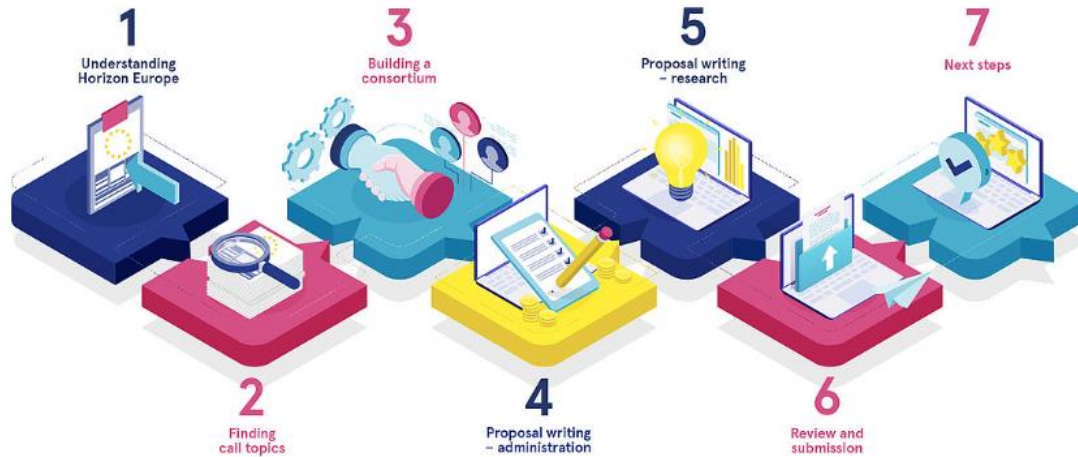 1
Understanding
Horizon Europe
2
Finding
call topics
3
Building a
consortium
4
Proposal writing
– administration
5
Proposal writing
– research
6
Review and
submission
7
Next steps